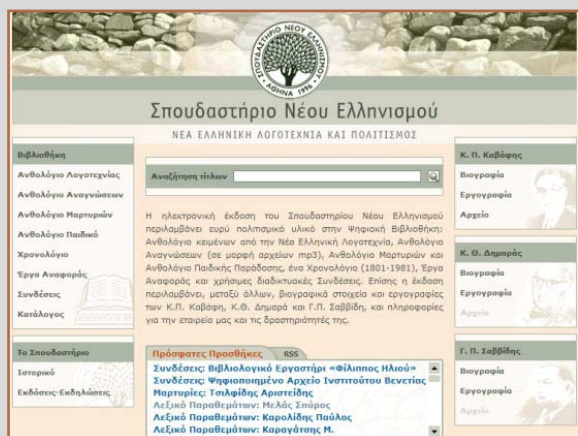 ΣΠΟΥΔΑΣΤΗΡΙΟ ΝΕΟΥ ΕΛΛΗΝΙΣΜΟΥ
ΑΘΗΝΑ 1996
Σπουδαστήριο Νέου Ελληνισμού
ΝΕΑ ΕΛΛΗΝΙΚΗ ΛΟΓΟΤΕΧΝΙΑ ΚΑΙ ΠΟΛΙΤΙΣΜΟΣ
Βιβλιοθήκη
Ανθολόγιο Λογοτεχνίας
Ανθολόγιο Αναγνώσεων
Ανθολόγιο Μαρτυριών
Ανθολόγιο Παιδικό
Χρονολόγιο
Έργα Αναφοράς
Συνδέσεις
Κατάλογος
Το Σπουδαστήριο
Ιστορικό
Εκδόσεις-Εκδηλώσεις
Αναζήτηση τίτλων
Η ηλεκτρονική έκδοση του Σπουδαστηρίου Νέου Ελληνισμού
περιλαμβάνει ευρύ πολιτισμικό υλικό στην Ψηφιακή Βιβλιοθήκη:
Ανθολόγιο κειμένων από την Νέα Ελληνική Λογοτεχνία, Ανθολόγιο
Αναγνώσεων (σε μορφή αρχείων mp3), Ανθολόγιο Μαρτυριών και
Ανθολόγιο Παιδικής Παράδοσης, ένα Χρονολόγιο (1801-1981), Έργα
Αναφοράς και χρήσιμες διαδικτυακές Συνδέσεις. Επίσης η έκδοση
περιλαμβάνει, μεταξύ άλλων, βιογραφικά στοιχεία και εργογραφίες
των Κ.Π. Καβάφη, Κ.Θ. Δημαρά και Γ.Π. Σαββίδη, και πληροφορίες
για την εταιρεία μας και τις δραστηριότητές της.
Πρόσφατες Προσθήκες RSS
Συνδέσεις: Βιβλιολογικό Εργαστήρι «Φίλιππος Ηλιού»
Συνδέσεις: Ψηφιοποιημένο Αρχείο Ινστιτούτου Βενετίας
Μαρτυρίες: Τσιλφίδης Αριστείδης
Λεξικό Παραθεμάτων: Μελάς Σπύρος
Λεξικό Παραθεμάτων: Καρολίδης Παύλος
Λεξικό Παραθεμάτων: Καραγάτσης Μ.
Κ. Π. Καβάφης
Βιογραφία
Εργογραφία
Αρχείο
Κ. Θ. Δημαράς
Βιογραφία
Εργογραφία
Αρχείο
Γ. Π. Σαββίδης
Βιογραφία
Εργογραφία
Αρχείο